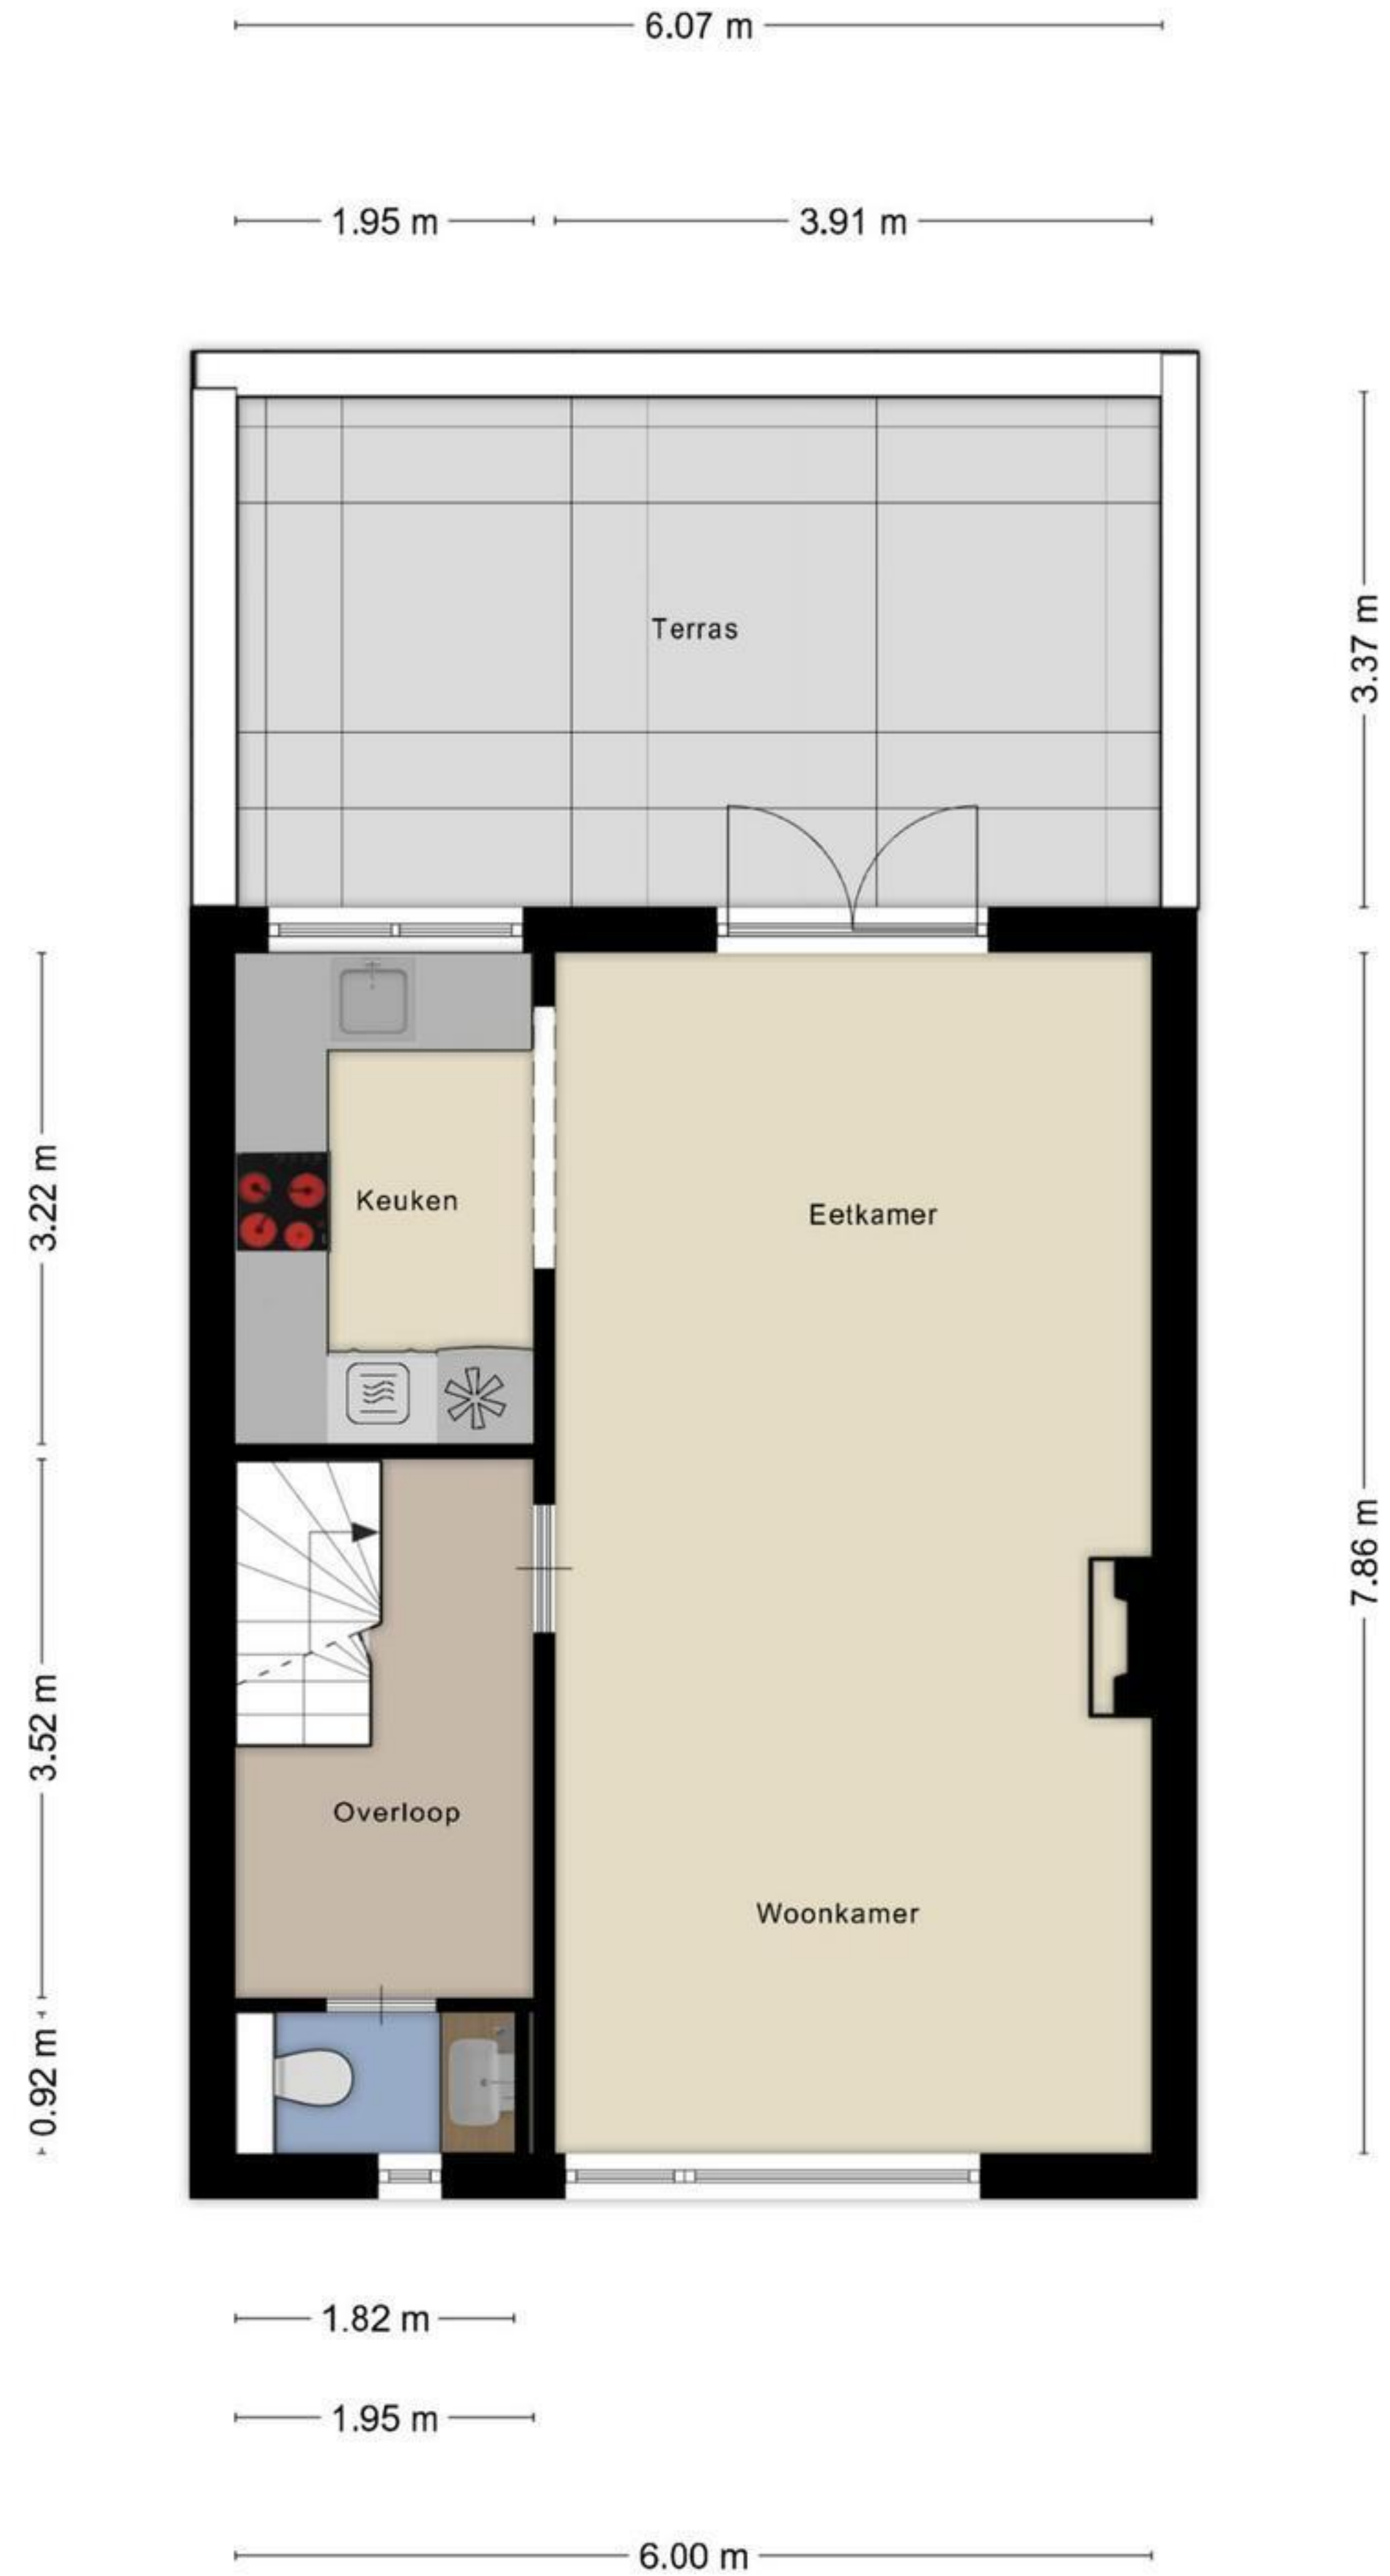 6.07 m
1.95 m
3.91 m
Terras
3.37 m
Keuken
Eetkamer
3.22 m
7.86 m
3.52 m
Overloop
Woonkamer
0.92 m
1.82 m
1.95 m
6.00 m